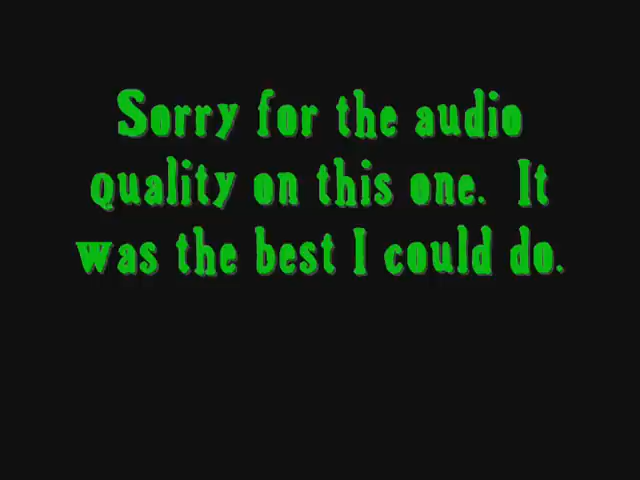 Sorry for the audio
quality on this one.  It
was the best I could do.